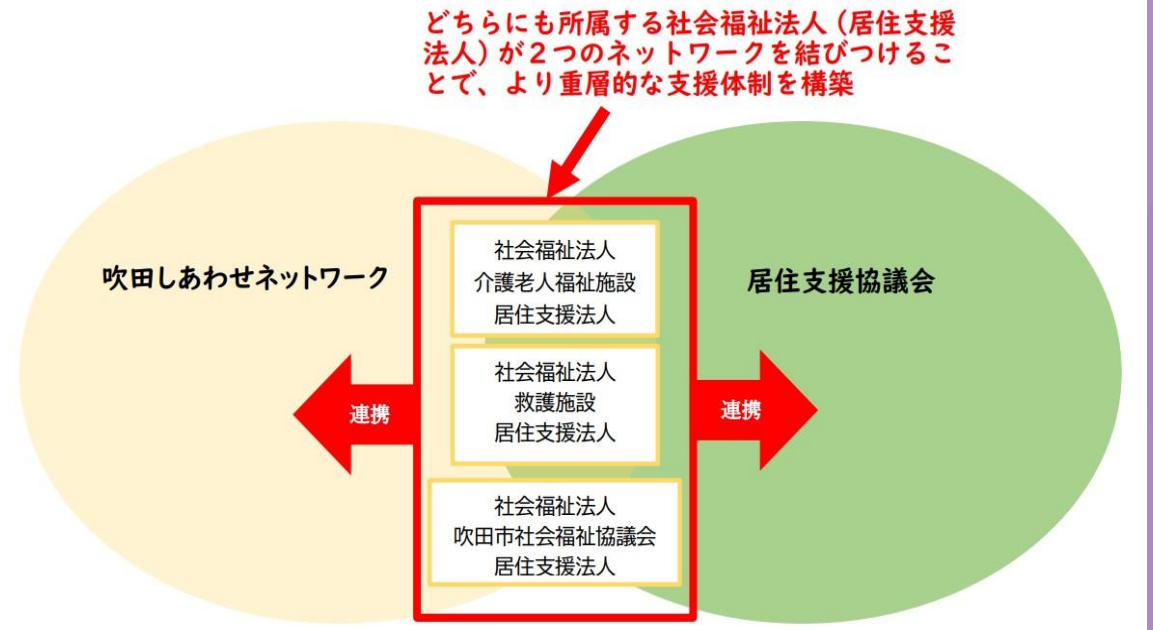 どちらにも所属する社会福祉法人（居住支援
法人）が２つのネットワークを結びつけるこ
とで、より重層的な支援体制を構築
吹田しあわせネットワーク
社会福祉法人
介護老人福祉施設
居住支援法人
居住支援協議会
社会福祉法人
救護施設
居住支援法人
連携
連携
社会福祉法人
吹田市社会福祉協議会
居住支援法人